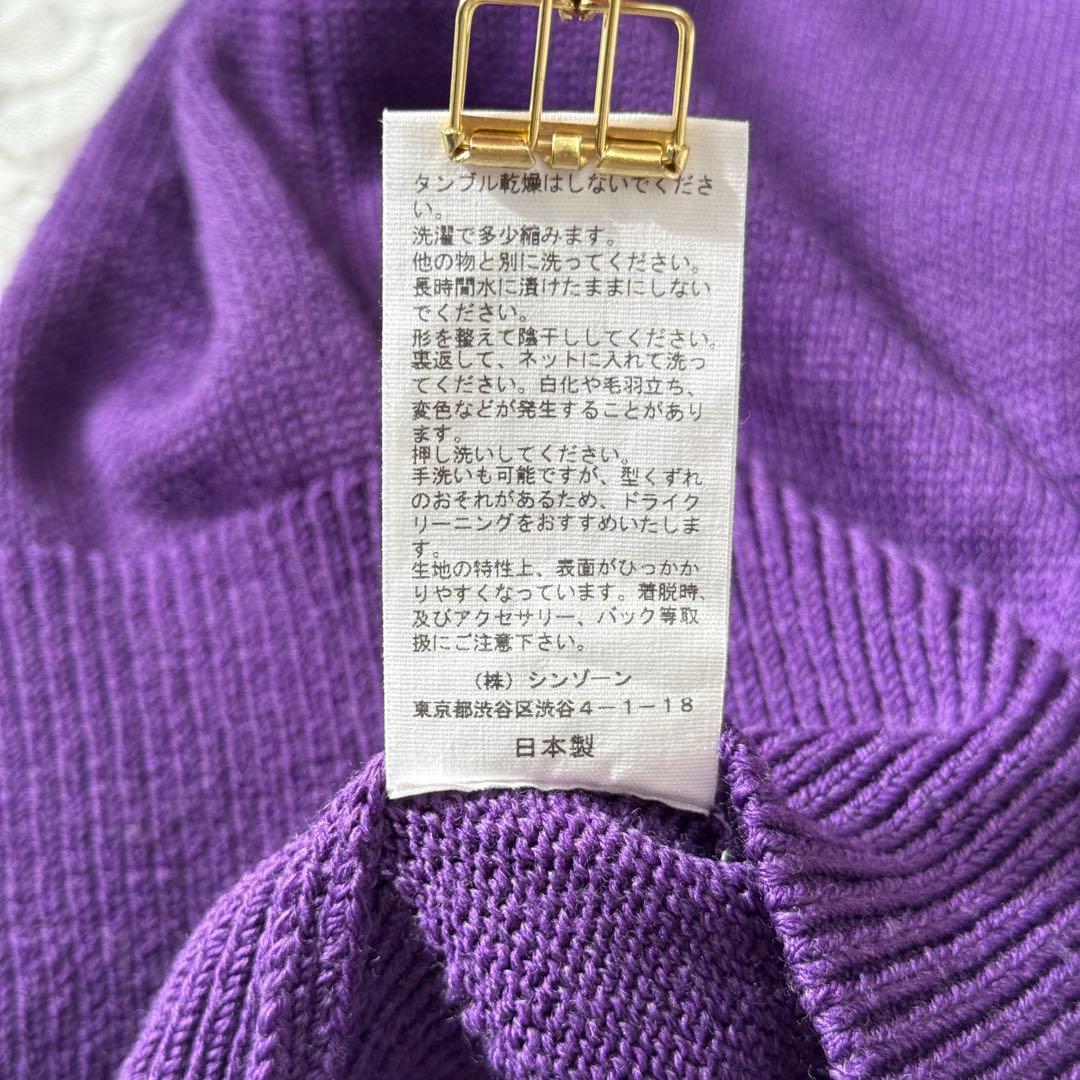 タンブル乾燥はしないでくださ
い。
洗濯で多少縮みます。
他の物と別に洗ってください。
長時間水に漬けたままにしない
でください。
形を整えて陰干ししてください。
裏返して、ネットに入れて洗っ
てください。白化や毛羽立ち、
変色などが発生することがあり
ます。
押し洗いしてください。
手洗いも可能ですが、型くずれ
のおそれがあるため、ドライク
リーニングをおすすめいたしま
す。
生地の特性上、表面がひっかか
りやすくなっています。着脱時、
及びアクセサリー、バック等取
扱にご注意下さい。
（株）シンゾーン
東京都渋谷区渋谷４－１－１８
日本製